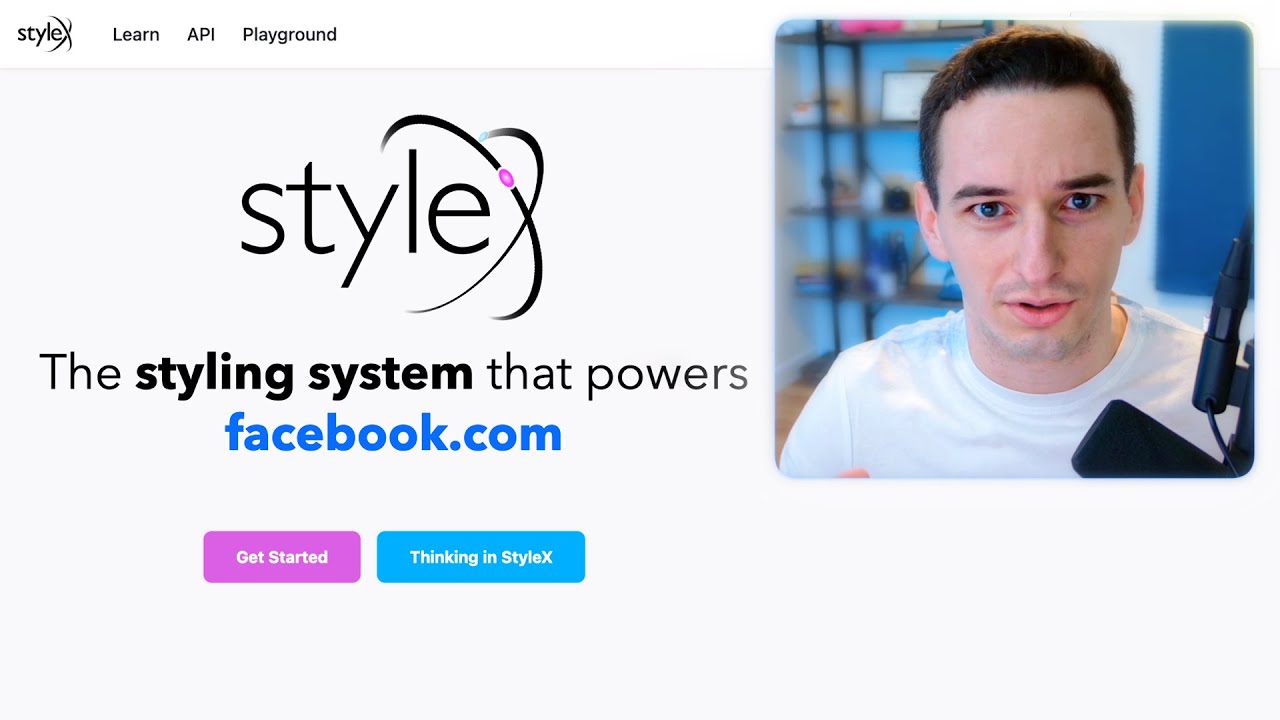 stylex
Learn
API
Playground
stylex
The styling system that powers
facebook.com
Get Started
Thinking in StyleX